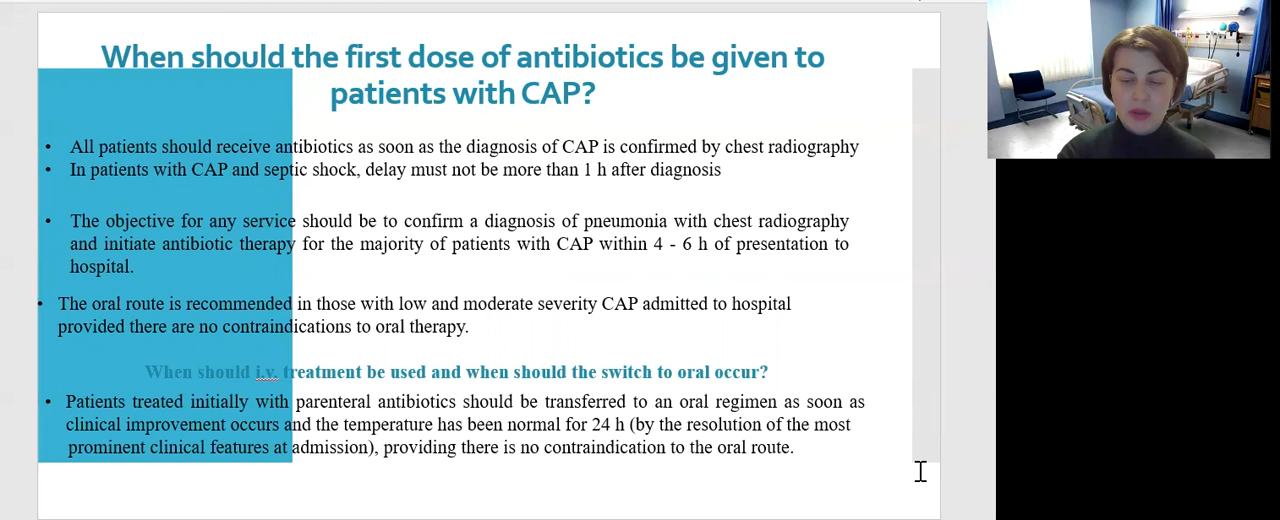 When should the first dose of antibiotics be given to
patients with CAP?
• All patients should receive antibiotics as soon as the diagnosis of CAP is confirmed by chest radiography
• In patients with CAP and septic shock, delay must not be more than 1 h after diagnosis
• The objective for any service should be to confirm a diagnosis of pneumonia with chest radiography
and initiate antibiotic therapy for the majority of patients with CAP within 4 - 6 h of presentation to
hospital.
• The oral route is recommended in those with low and moderate severity CAP admitted to hospital
provided there are no contraindications to oral therapy.
When should i.v. treatment be used and when should the switch to oral occur?
• Patients treated initially with parenteral antibiotics should be transferred to an oral regimen as soon as
clinical improvement occurs and the temperature has been normal for 24 h (by the resolution of the most
prominent clinical features at admission), providing there is no contraindication to the oral route.